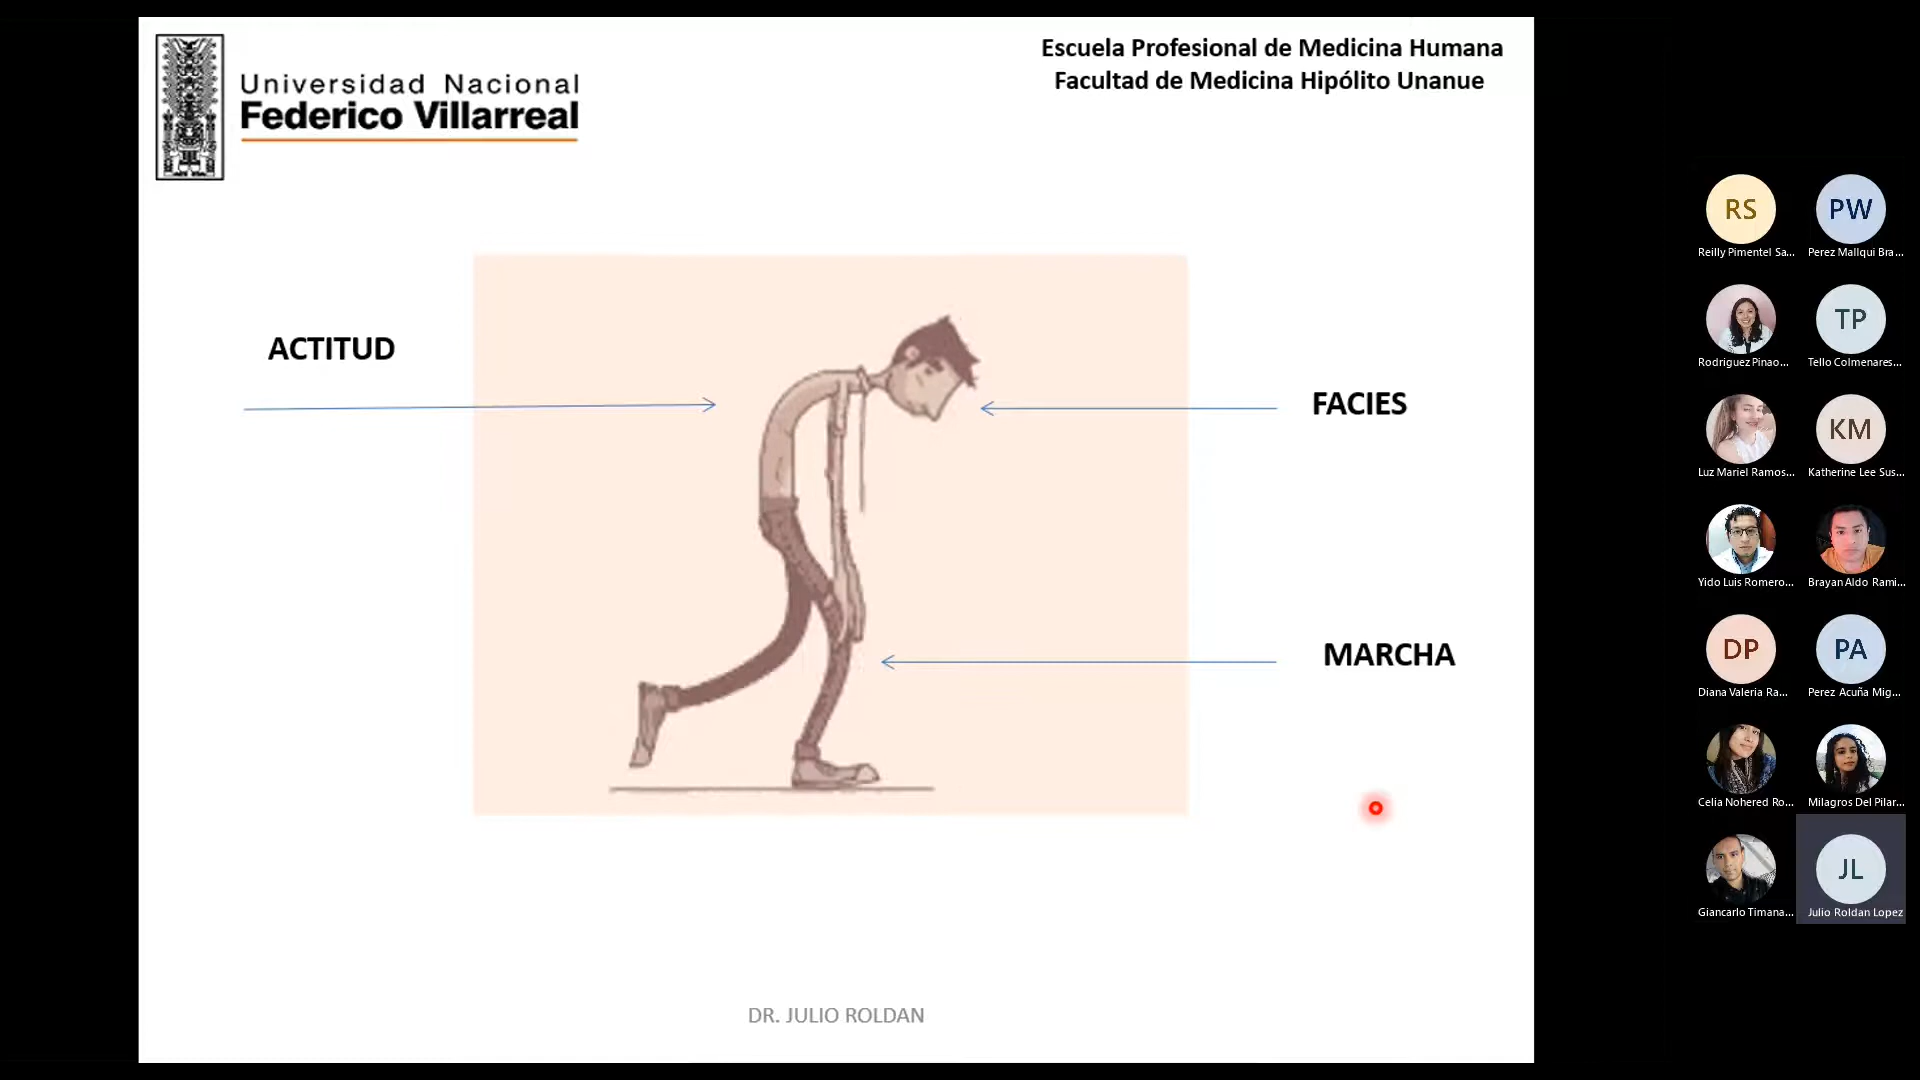 Universidad Nacional
Federico Villarreal
Escuela Profesional de Medicina Humana
Facultad de Medicina Hipólito Unanue
ACTITUD
FACIES
MARCHA
DR. JULIO ROLDAN
RS
PW
Reilly Pimentel Sa...
Perez Mallqui Bra...
TP
Rodriguez Pinao...
Tello Colmenares...
KM
Luz Mariel Ramos...
Katherine Lee Sus...
Yido Luis Romero...
Brayan Aldo Rami...
DP
PA
Diana Valeria Ra...
Perez Acuña Mig...
Celia Nohered Ro...
Milagros Del Pilar...
JL
Giancarlo Timana...
Julio Roldan Lopez